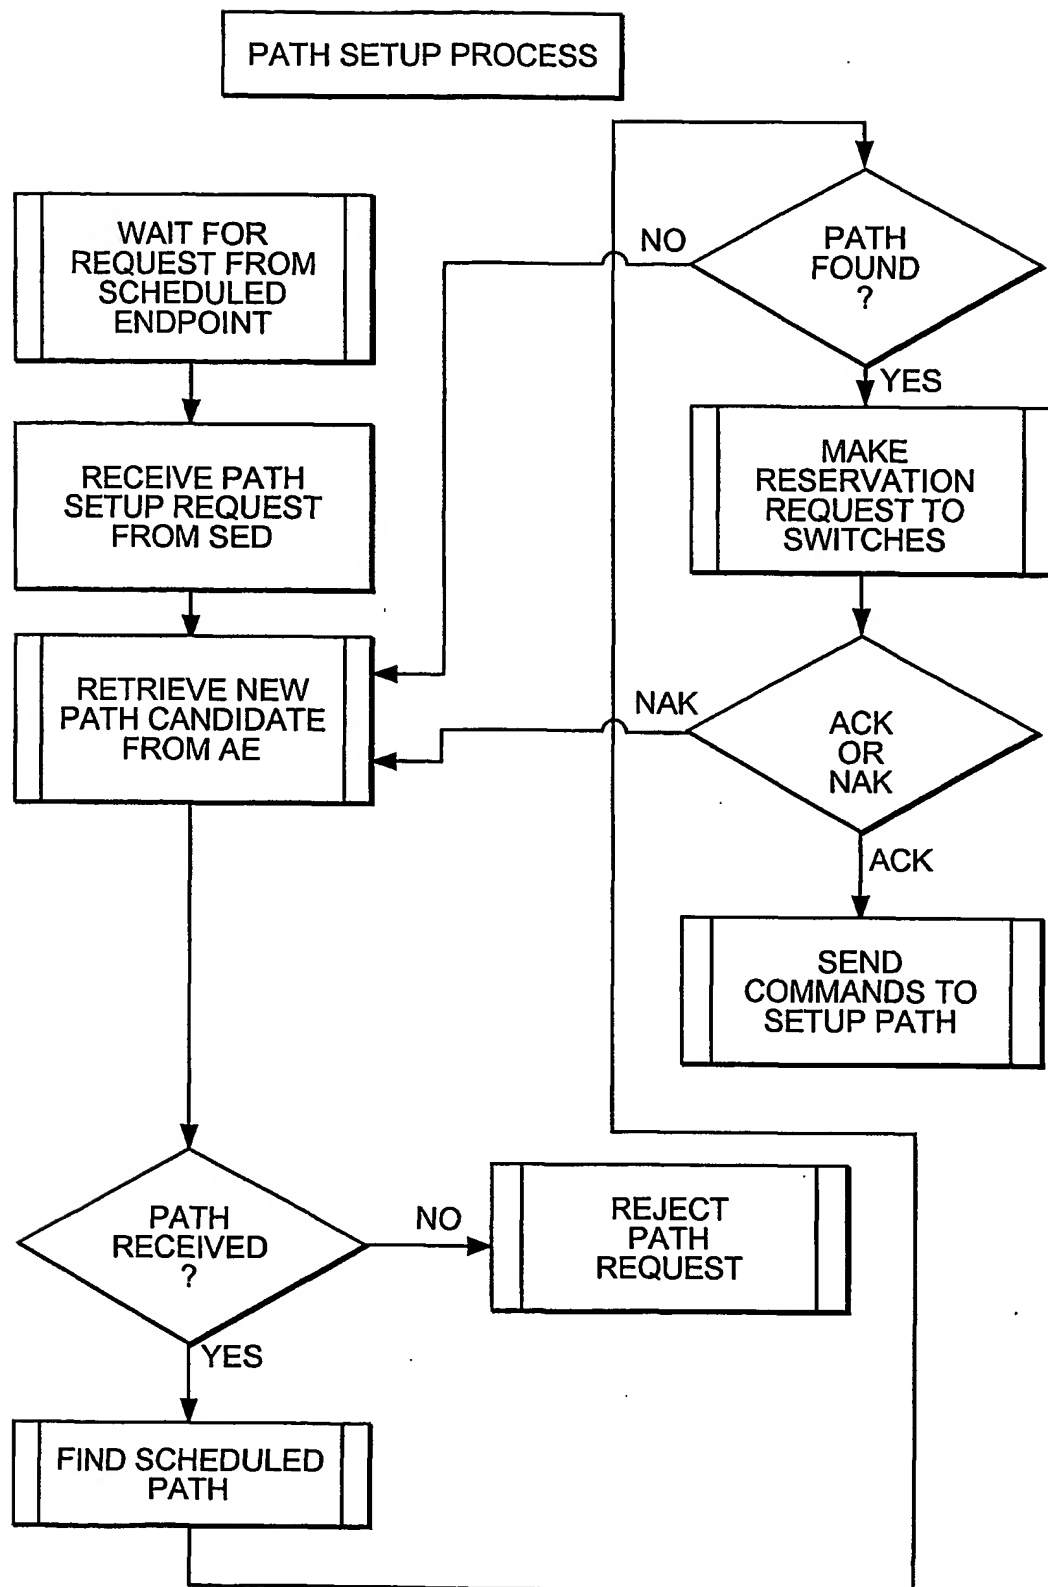 PATH SETUP PROCESS
WAIT FOR
REQUEST FROM
SCHEDULED
ENDPOINT
RECEIVE PATH
SETUP REQUEST
FROM SED
RETRIEVE NEW
PATH CANDIDATE
FROM AE
PATH
RECEIVED
?
NO
YES
REJECT
PATH
REQUEST
FIND SCHEDULED
PATH
PATH
FOUND
?
NO
YES
MAKE
RESERVATION
REQUEST TO
SWITCHES
NAK
ACK
OR
NAK
ACK
SEND
COMMANDS TO
SETUP PATH